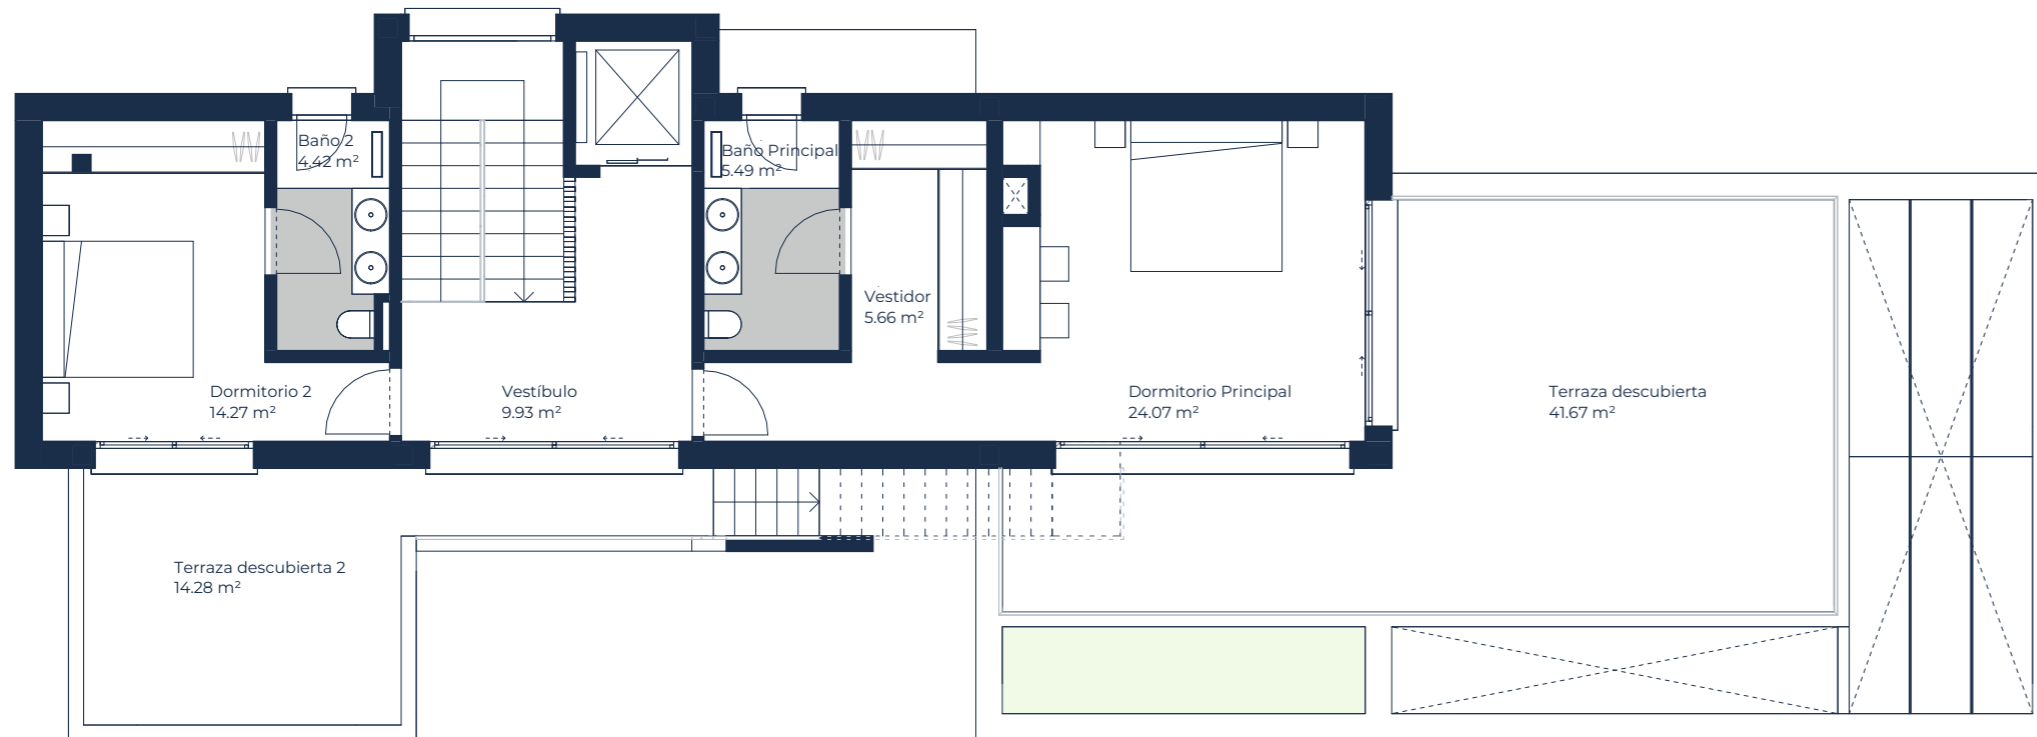 Baño 2
4.42 m²
Baño Principal
5.49 m²
Vestidor
5.66 m²
Dormitorio 2
14.27 m²
Vestíbulo
9.93 m²
Dormitorio Principal
24.07 m²
Terraza descubierta
41.67 m²
Terraza descubierta 2
14.28 m²